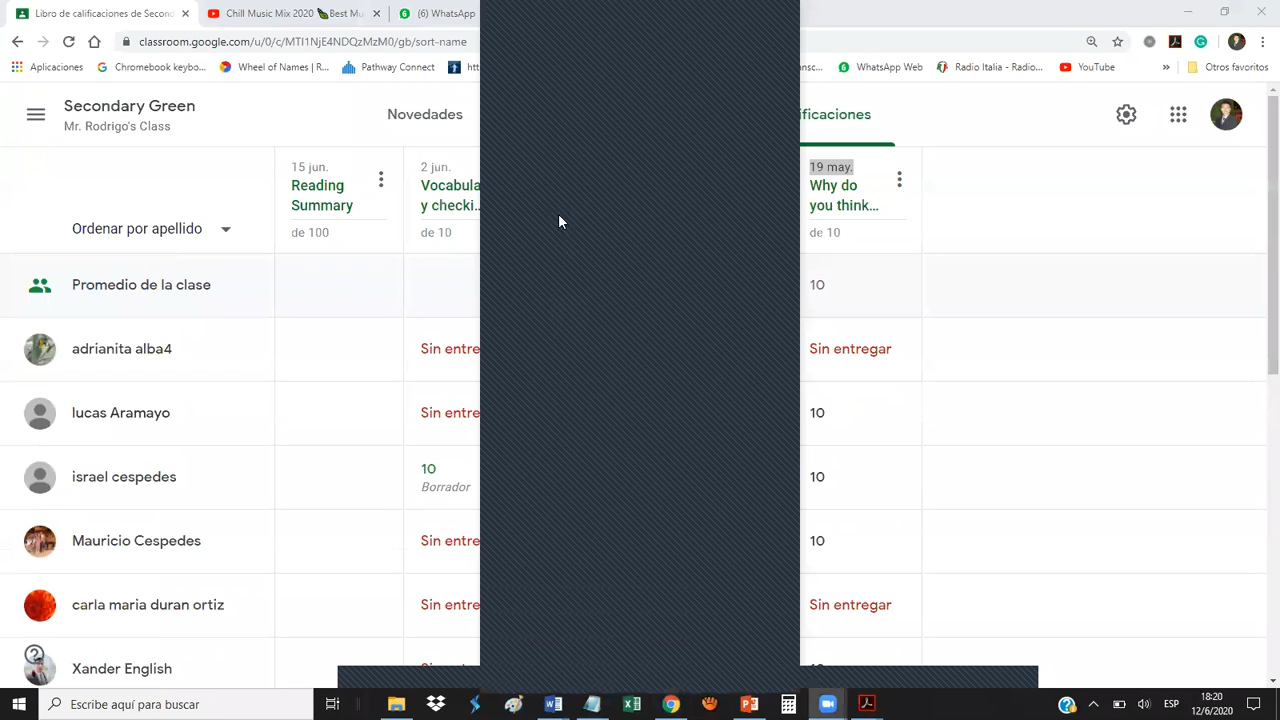 Libro de calificaciones de Second
Chill Music Mix 2020
Best Mu
(6) WhatsApp
classroom.google.com/u/0/c/MTI1NjE4NDQzMzM0/gb/sort-name
Aplicaciones
Chromebook keybo...
Wheel of Names | R...
Pathway Connect
WhatsApp Web
Radio Italia - Radio...
YouTube
»
Otros favoritos
Secondary Green
Mr. Rodrigo's Class
Novedades
ificaciones
15 jun.
Reading
Summary
de 100
2 jun.
Vocabula
y checki..
de 10
19 may.
Why do
you think...
de 10
Ordenar por apellido
Promedio de la clase
10
adrianita alba4
Sin entre
Sin entregar
lucas Aramayo
Sin entre
10
israel cespedes
10
Borrador
10
Mauricio Cespedes
Sin entre
10
carla maria duran ortiz
Sin entre
Sin entregar
Xander English
Escribe aquí para buscar
ESP
18:20
12/6/2020